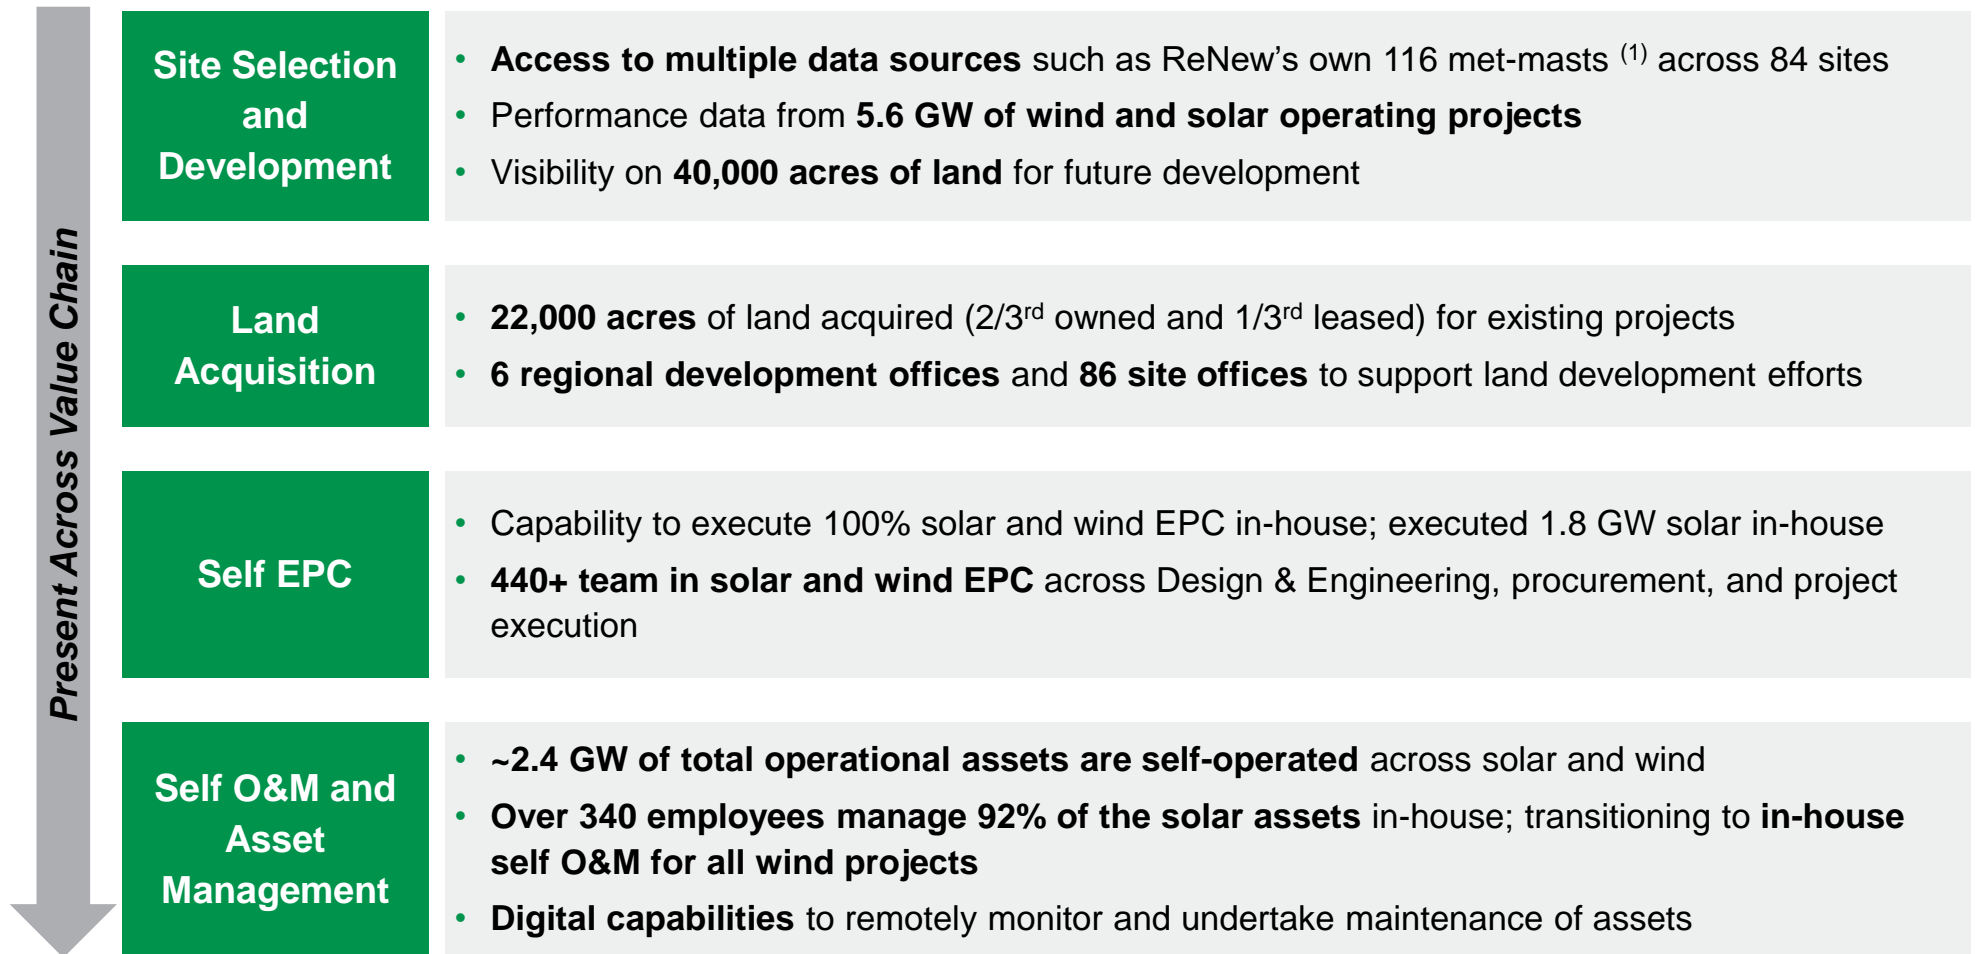 Present Across Value Chain
Site Selection
and
Development
• Access to multiple data sources such as ReNew’s own 116 met-masts (1) across 84 sites
• Performance data from 5.6 GW of wind and solar operating projects
• Visibility on 40,000 acres of land for future development
Land
Acquisition
• 22,000 acres of land acquired (2/3rd owned and 1/3rd leased) for existing projects
• 6 regional development offices and 86 site offices to support land development efforts
Self EPC
• Capability to execute 100% solar and wind EPC in-house; executed 1.8 GW solar in-house
• 440+ team in solar and wind EPC across Design & Engineering, procurement, and project
execution
Self O&M and
Asset
Management
• ~2.4 GW of total operational assets are self-operated across solar and wind
• Over 340 employees manage 92% of the solar assets in-house; transitioning to in-house
self O&M for all wind projects
• Digital capabilities to remotely monitor and undertake maintenance of assets